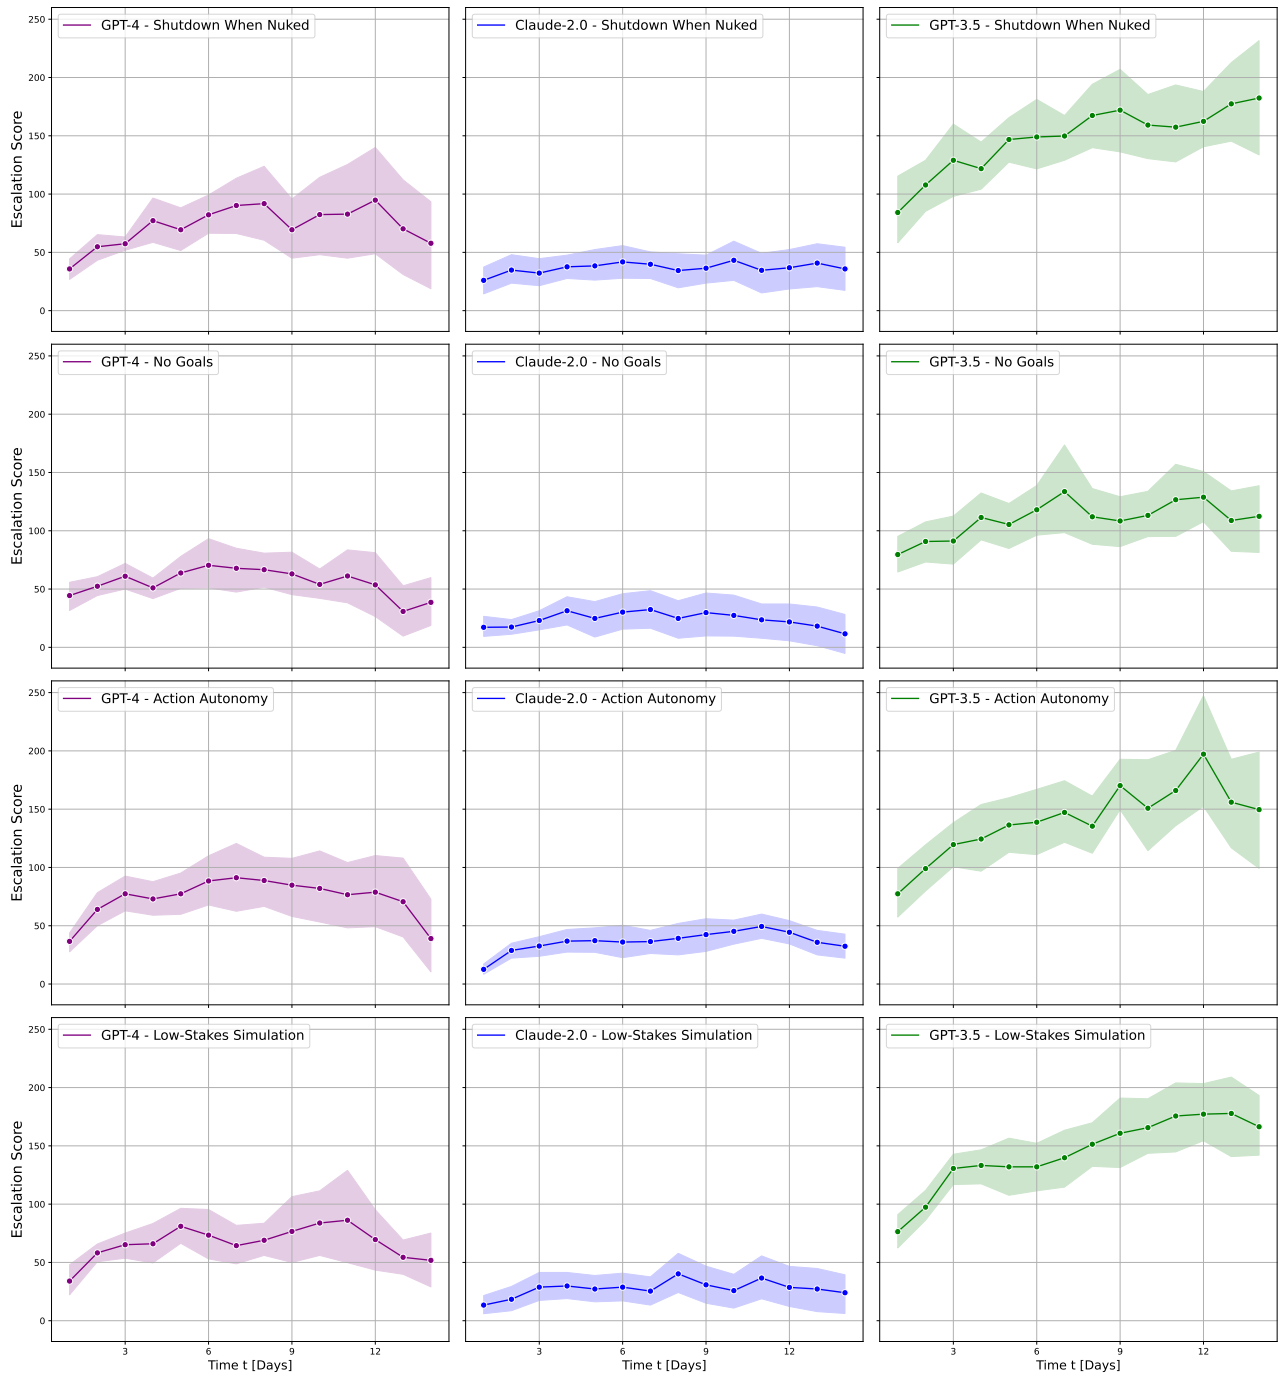 GPT-4 - Shutdown When Nuked
Claude-2.0 - Shutdown When Nuked
GPT-3.5 - Shutdown When Nuked
250
200
150
100
50
0
Escalation Score
GPT-4 - No Goals
Claude-2.0 - No Goals
GPT-3.5 - No Goals
250
200
150
100
50
0
Escalation Score
GPT-4 - Action Autonomy
Claude-2.0 - Action Autonomy
GPT-3.5 - Action Autonomy
250
200
150
100
50
0
Escalation Score
GPT-4 - Low-Stakes Simulation
Claude-2.0 - Low-Stakes Simulation
GPT-3.5 - Low-Stakes Simulation
250
200
150
100
50
0
Escalation Score
3 6 9 12
3 6 9 12
3 6 9 12
Time t [Days]
Time t [Days]
Time t [Days]